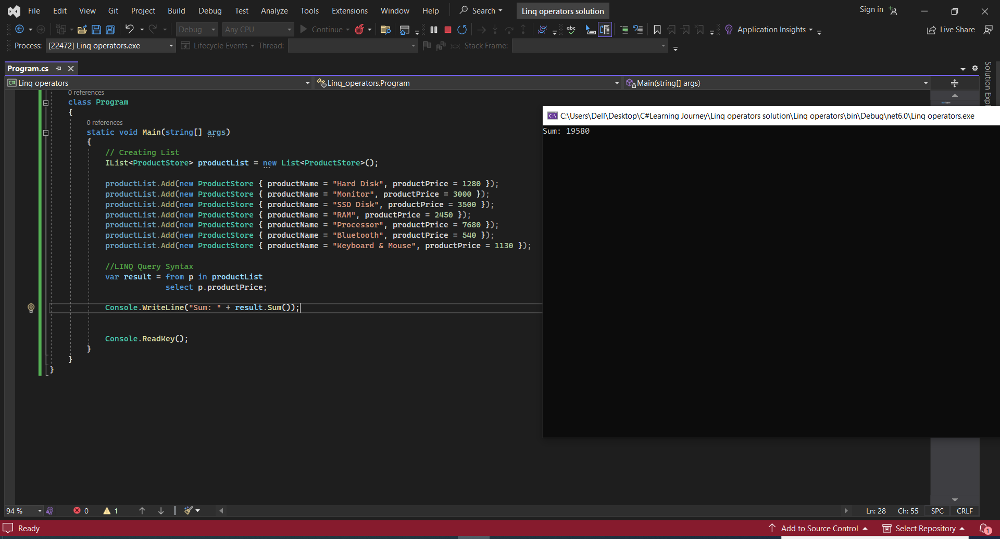 File Edit View Git Project Build Debug Test Analyze Tools Extensions Window Help Search Linq operators solution Sign in
Debug Any CPU Continue abc Application Insights Live Share
Process: [22472] Linq operators.exe Lifecycle Events Thread: Stack Frame:
Program.cs
C# Linq operators Linq_operators.Program Main(string[] args)
Solution Expl
0 references
class Program
{
0 references
static void Main(string[] args)
{
// Creating List
IList<ProductStore> productList = new List<ProductStore>();
productList.Add(new ProductStore { productName = "Hard Disk", productPrice = 1280 });
productList.Add(new ProductStore { productName = "Monitor", productPrice = 3000 });
productList.Add(new ProductStore { productName = "SSD Disk", productPrice = 3500 });
productList.Add(new ProductStore { productName = "RAM", productPrice = 2450 });
productList.Add(new ProductStore { productName = "Processor", productPrice = 7680 });
productList.Add(new ProductStore { productName = "Bluetooth", productPrice = 540 });
productList.Add(new ProductStore { productName = "Keyboard & Mouse", productPrice = 1130 });
//LINQ Query Syntax
var result = from p in productList
select p.productPrice;
Console.WriteLine("Sum: " + result.Sum());
Console.ReadKey();
}
}
}
C:\Users\Dell\Desktop\C#Learning Journey\Linq operators solution\Linq operators\bin\Debug\net6.0\Linq operators.exe
Sum: 19580
94 % 0 1 Ln: 28 Ch: 55 SPC CRLF
Ready Add to Source Control Select Repository 1